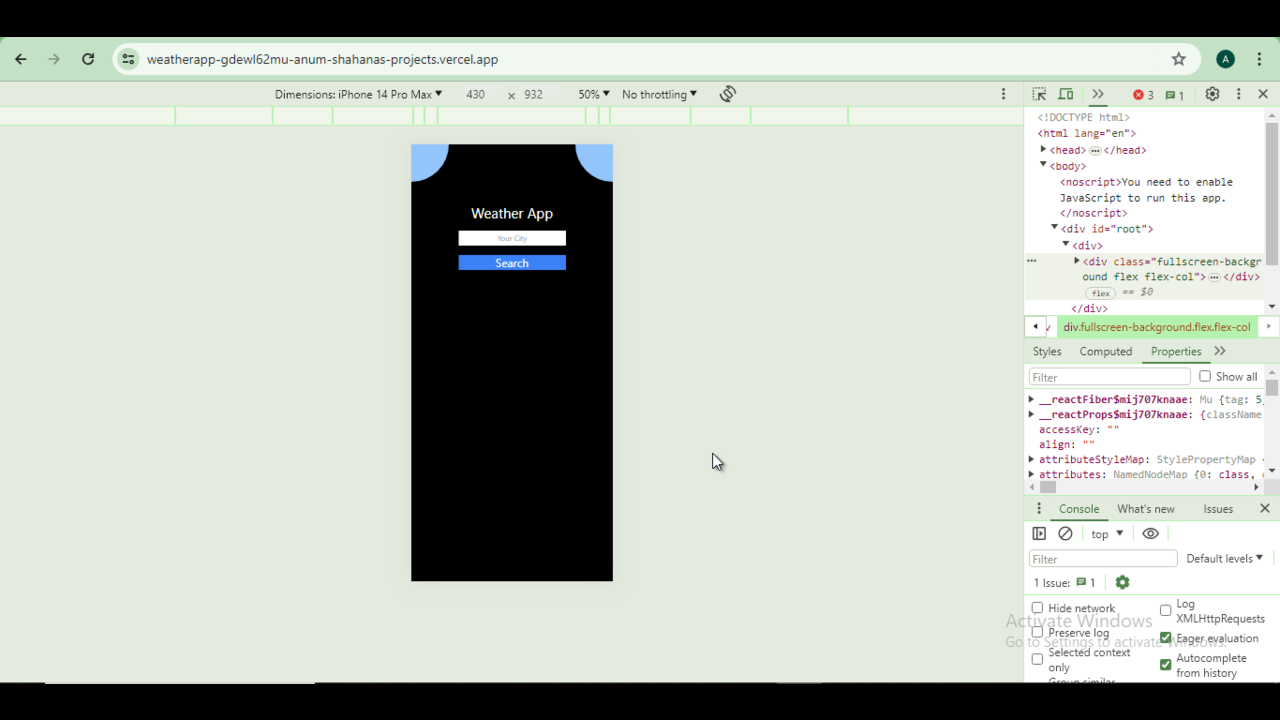 weatherapp-gdewl62mu-anum-shahanas-projects.vercel.app
A
Dimensions: iPhone 14 Pro Max 430 x 932 50% No throttling
3 1
Weather App
Your City
Search
<!DOCTYPE html>
<html lang="en">
<head> </head>
<body>
<noscript>You need to enable
JavaScript to run this app.
</noscript>
<div id="root">
<div>
<div class="fullscreen-backgr
ound flex flex-col"> </div>
flex == $0
</div>
div.fullscreen-background.flex.flex-col
Styles Computed Properties
Filter Show all
__reactFiber$mij707knaae: Mu {tag: 5
__reactProps$mij707knaae: {className
accessKey: ""
align: ""
attributeStyleMap: StylePropertyMap
attributes: NamedNodeMap {0: class,
Console What's new Issues
top
Filter Default levels
1 Issue: 1
Hide network
Log
XMLHttpRequests
Activate Windows
Preserve log
Eager evaluation
Go to Settings to activate Windows.
Selected context
only
Autocomplete
from history
Group similar